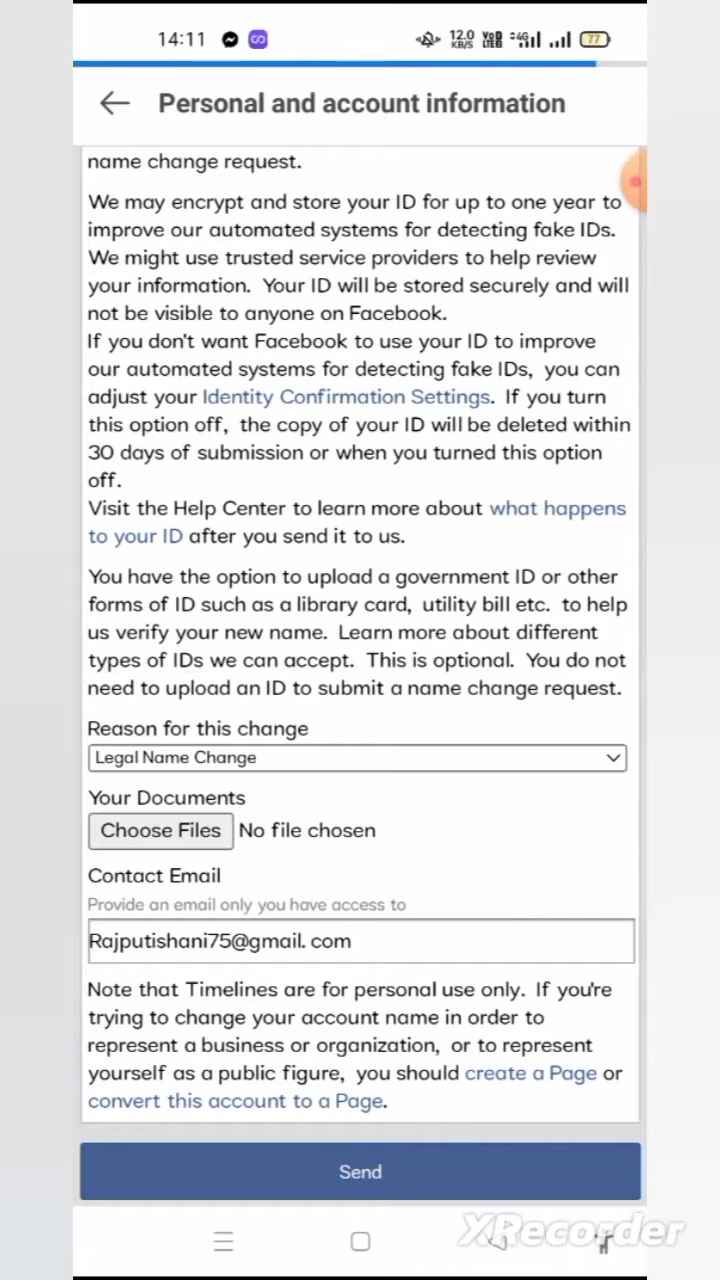 14:11 12.0 KB/S VoD LTE 4G 77
Personal and account information
name change request.
We may encrypt and store your ID for up to one year to
improve our automated systems for detecting fake IDs.
We might use trusted service providers to help review
your information. Your ID will be stored securely and will
not be visible to anyone on Facebook.
If you don't want Facebook to use your ID to improve
our automated systems for detecting fake IDs, you can
adjust your Identity Confirmation Settings. If you turn
this option off, the copy of your ID will be deleted within
30 days of submission or when you turned this option
off.
Visit the Help Center to learn more about what happens
to your ID after you send it to us.
You have the option to upload a government ID or other
forms of ID such as a library card, utility bill etc. to help
us verify your new name. Learn more about different
types of IDs we can accept. This is optional. You do not
need to upload an ID to submit a name change request.
Reason for this change
Legal Name Change
Your Documents
Choose Files No file chosen
Contact Email
Provide an email only you have access to
Rajputishani75@gmail. com
Note that Timelines are for personal use only. If you're
trying to change your account name in order to
represent a business or organization, or to represent
yourself as a public figure, you should create a Page or
convert this account to a Page.
Send
XRecorder